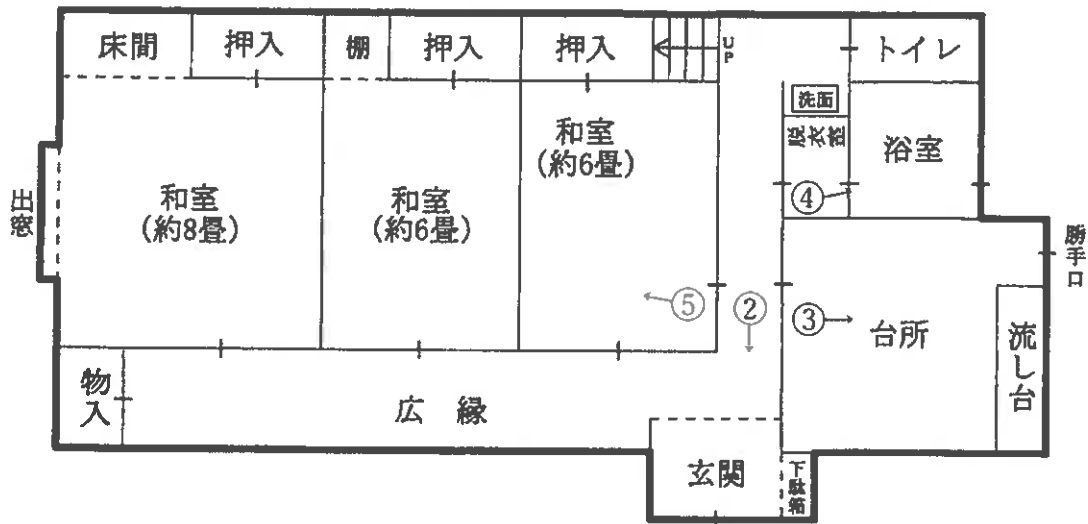 床間
押入
棚
押入
押入
UP
トイレ
洗面
脱衣室
浴室
和室
(約6畳)
和室
(約8畳)
和室
(約6畳)
出窓
④
勝手口
⑤
②
③
台所
流し台
物入
広縁
玄関
下駄箱